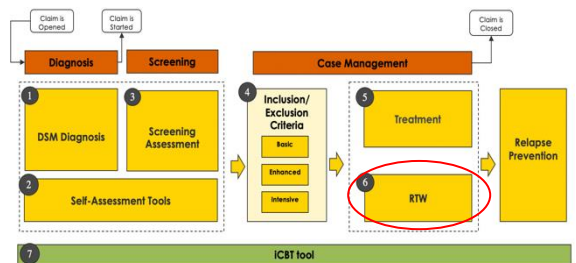 Claim is
Opened
Claim is
Started
Claim is
Closed
Diagnosis
Screening
Case Management
1
DSM Diagnosis
3
Screening
Assessment
2
Self-Assessment Tools
4
Inclusion/
Exclusion
Criteria
Basic
Enhanced
Intensive
5
Treatment
6
RTW
Relapse
Prevention
7
iCBT tool